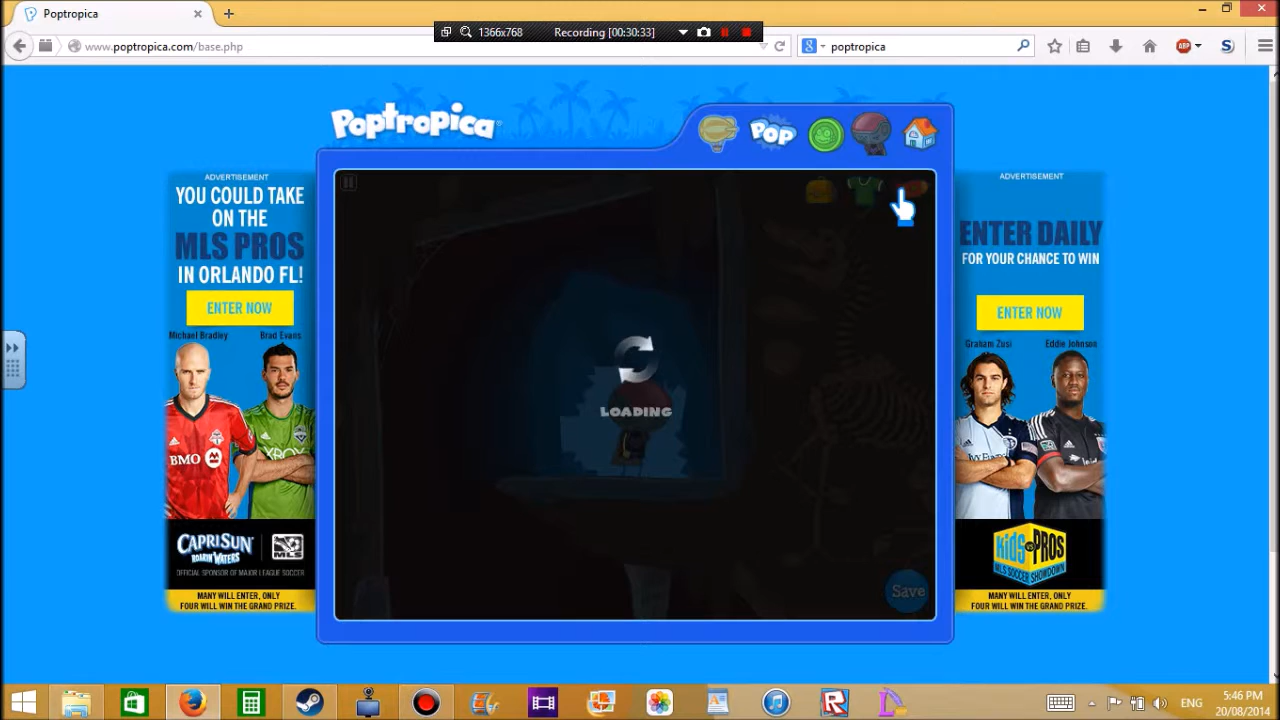 Poptropica
1366x768
Recording [00:30:33]
www.poptropica.com/base.php
poptropica
ABP
S
Poptropica
POP
ADVERTISEMENT
YOU COULD TAKE
ON THE
MLS PROS
IN ORLANDO FL!
ENTER NOW
Michael Bradley
Brad Evans
BMO
XBOX
CAPRI SUN
ROARIN' WATERS
MLS
OFFICIAL SPONSOR OF MAJOR LEAGUE SOCCER
MANY WILL ENTER, ONLY
FOUR WILL WIN THE GRAND PRIZE.
LOADING
Save
ADVERTISEMENT
ENTER DAILY
FOR YOUR CHANCE TO WIN
ENTER NOW
Graham Zusi
Eddie Johnson
KIDS
VS
PROS
MLS SOCCER SHOWDOWN
MANY WILL ENTER, ONLY
FOUR WILL WIN THE GRAND PRIZE.
ENG
5:46 PM
20/08/2014